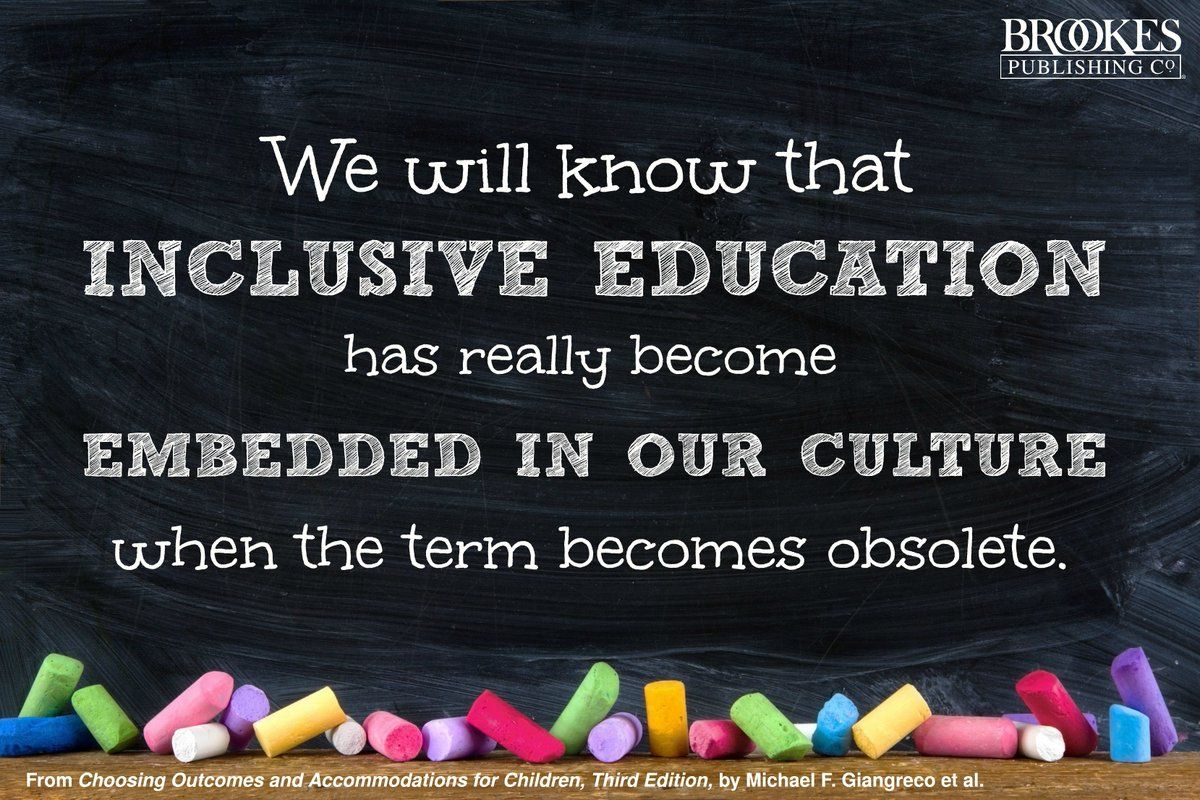 BROOKES
PUBLISHING CO®
We will know that
INCLUSIVE EDUCATION
has really become
EMBEDDED IN OUR CULTURE
when the term becomes obsolete.
From Choosing Outcomes and Accommodations for Children, Third Edition, by Michael F. Giangreco et al.